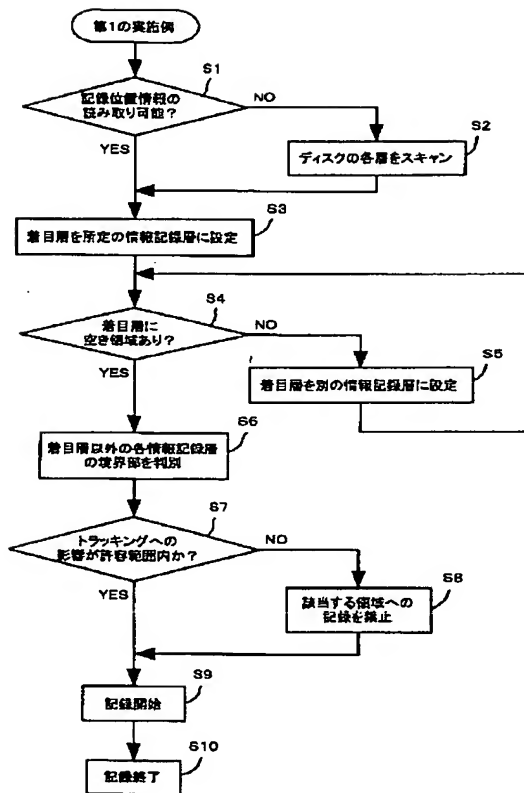 第1の実施例
S1
記録位置情報の
読み取り可能？
NO
YES
S2
ディスクの各層をスキャン
S3
着目層を所定の情報記録層に設定
S4
着目層に
空き領域あり？
NO
YES
S5
着目層を別の情報記録層に設定
S6
着目層以外の各情報記録層
の境界部を判別
S7
トラッキングへの
影響が許容範囲内か？
NO
YES
S8
該当する領域への
記録を禁止
S9
記録開始
S10
記録終了